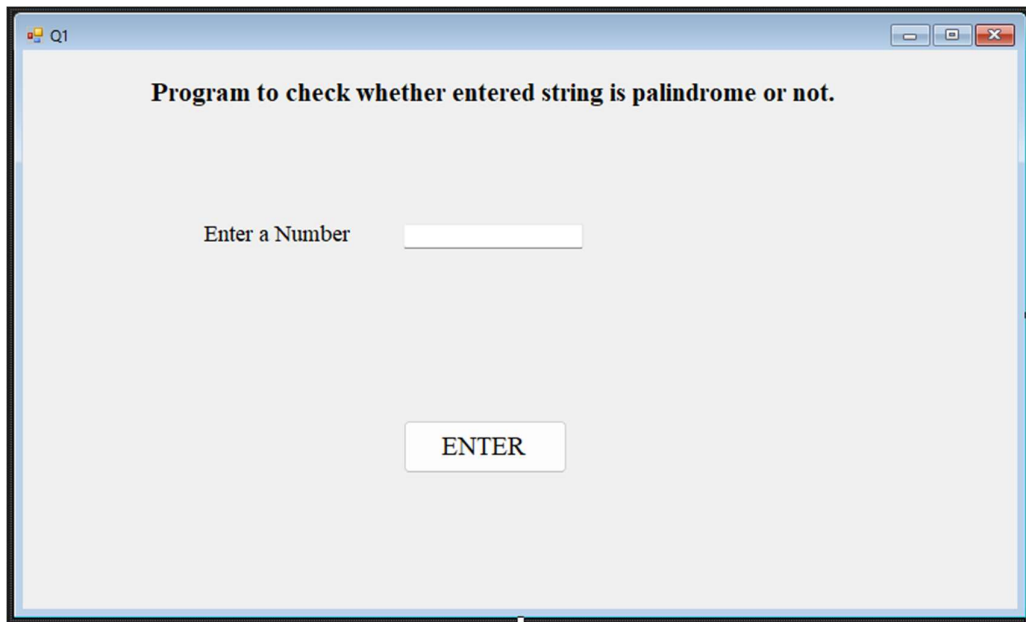 Q1
Program to check whether entered string is palindrome or not.
Enter a Number
ENTER